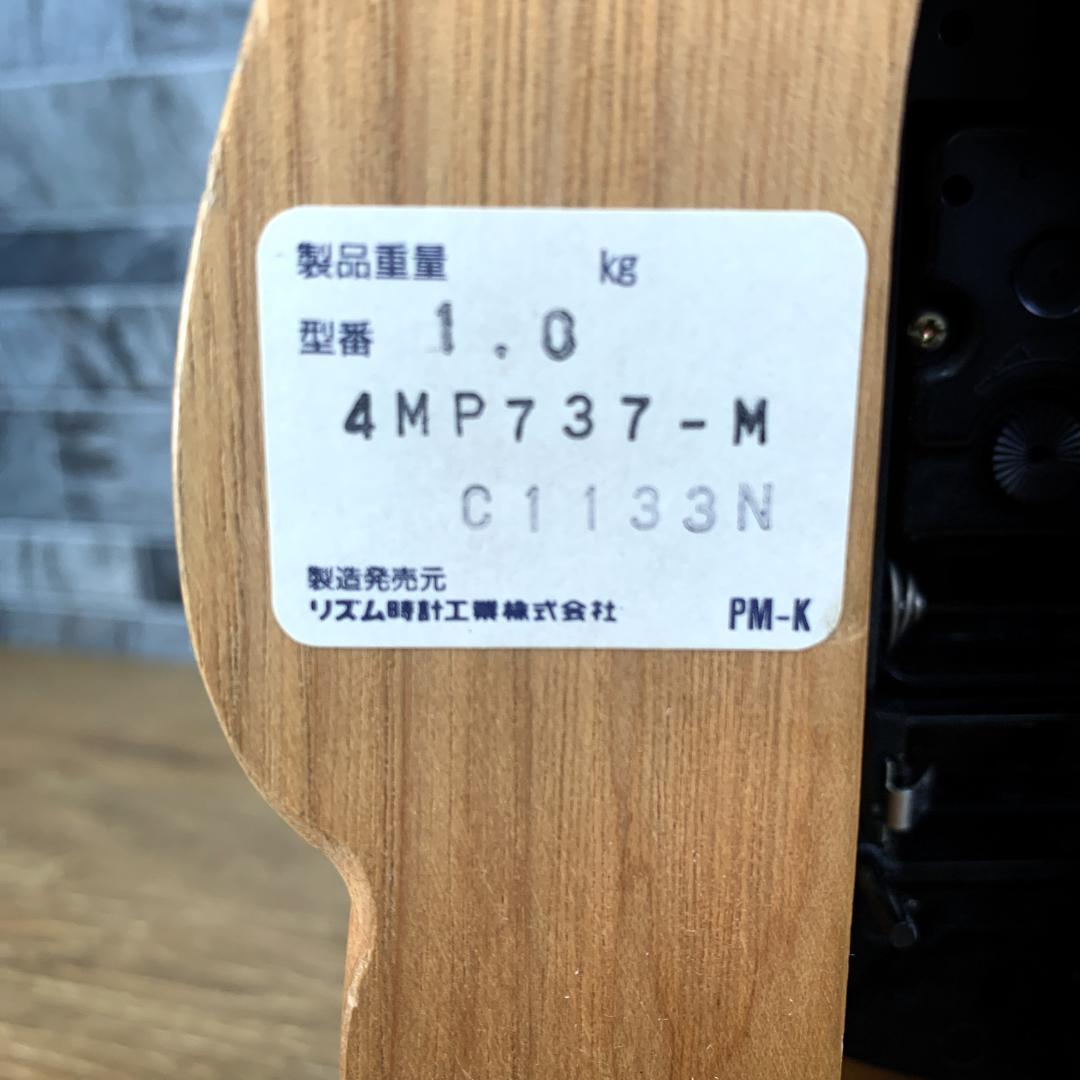 製品重量 kg
型番 1.0
4MP737-M
C1133N
製造発売元
リズム時計工業株式会社 PM-K